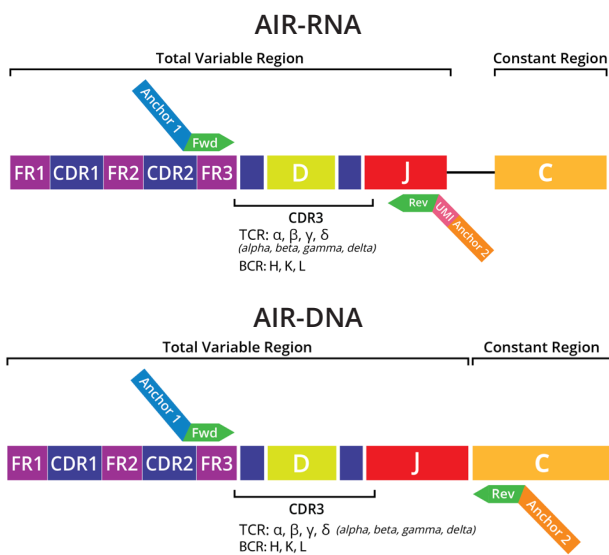 AIR-RNA
Total Variable Region
Constant Region
Anchor 1
Fwd
FR1 CDR1 FR2 CDR2 FR3 D J C
Rev
UMI
Anchor 2
CDR3
TCR: α, β, γ, δ
(alpha, beta, gamma, delta)
BCR: H, K, L
AIR-DNA
Total Variable Region
Constant Region
Anchor 1
Fwd
FR1 CDR1 FR2 CDR2 FR3 D J C
Rev
Anchor 2
CDR3
TCR: α, β, γ, δ (alpha, beta, gamma, delta)
BCR: H, K, L